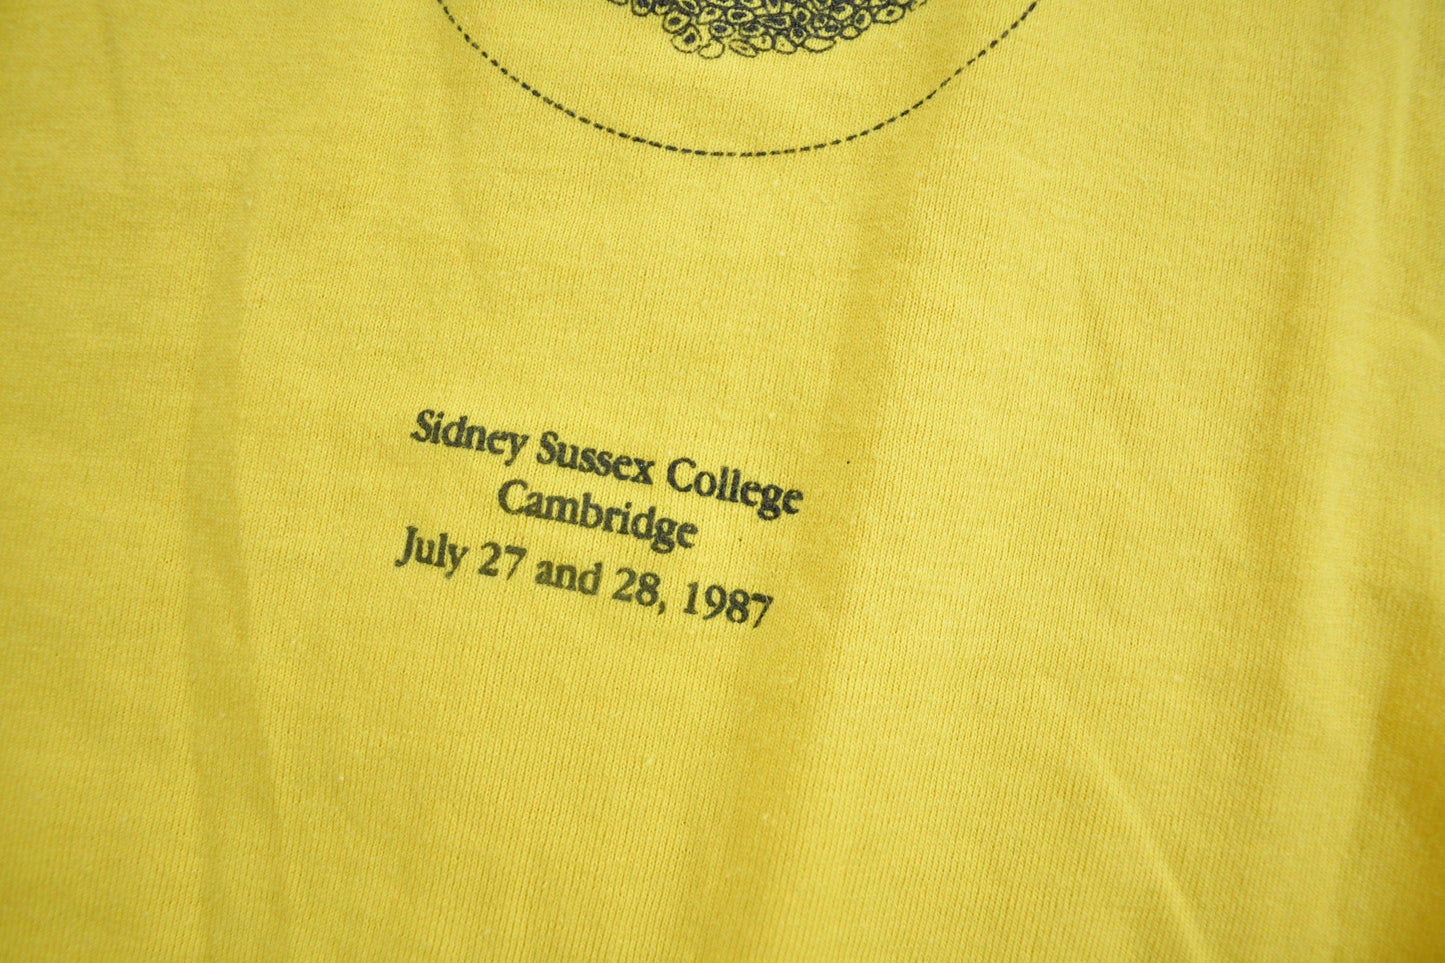 Sidney Sussex College
Cambridge
July 27 and 28, 1987